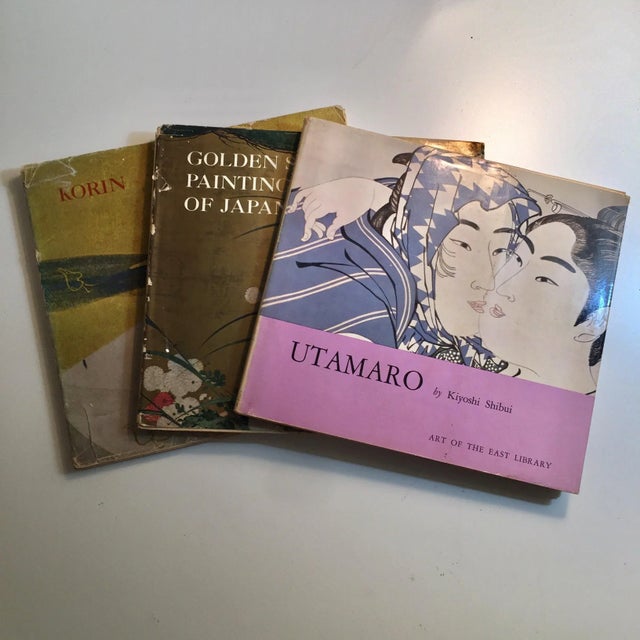 KORIN
GOLDEN S
PAINTING
OF JAPAN
UTAMARO
by Kiyoshi Shibui
ART OF THE EAST LIBRARY